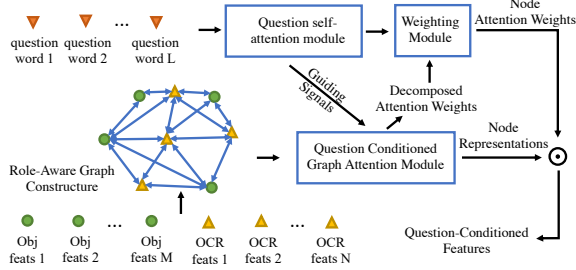 question word 1
question word 2
...
question word L
Question self-
attention module
Weighting
Module
Node
Attention Weights
Guiding
Signals
Decomposed
Attention Weights
Role-Aware Graph
Constructure
Question Conditioned
Graph Attention Module
Node
Representations
Question-Conditioned
Features
Obj
feats 1
Obj
feats 2
...
Obj
feats M
OCR
feats 1
OCR
feats 2
...
OCR
feats N